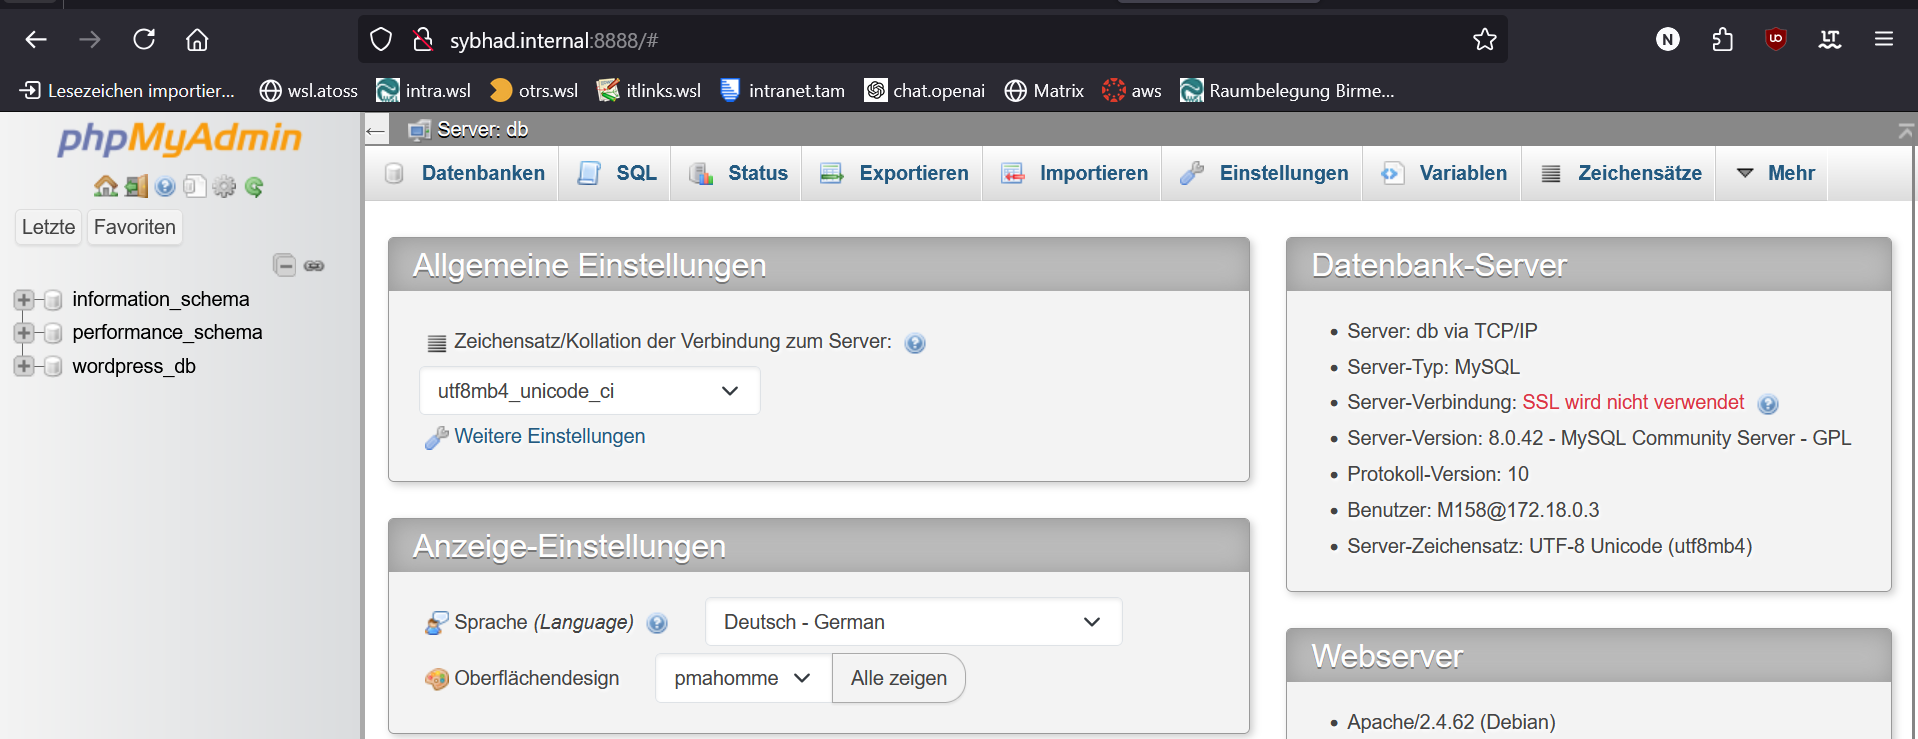 sybhad.internal:8888/#
Lesezeichen importier... wsl.atoss intra.wsl otrs.wsl itlinks.wsl intranet.tam chat.openai Matrix aws Raumbelegung Birme...
phpMyAdmin
Letzte Favoriten
information_schema
performance_schema
wordpress_db
Server: db
Datenbanken SQL Status Exportieren Importieren Einstellungen Variablen Zeichensätze Mehr
Allgemeine Einstellungen
Zeichensatz/Kollation der Verbindung zum Server:
utf8mb4_unicode_ci
Weitere Einstellungen
Anzeige-Einstellungen
Sprache (Language) Deutsch - German
Oberflächendesign pmahomme Alle zeigen
Datenbank-Server
• Server: db via TCP/IP
• Server-Typ: MySQL
• Server-Verbindung: SSL wird nicht verwendet
• Server-Version: 8.0.42 - MySQL Community Server - GPL
• Protokoll-Version: 10
• Benutzer: M158@172.18.0.3
• Server-Zeichensatz: UTF-8 Unicode (utf8mb4)
Webserver
• Apache/2.4.62 (Debian)